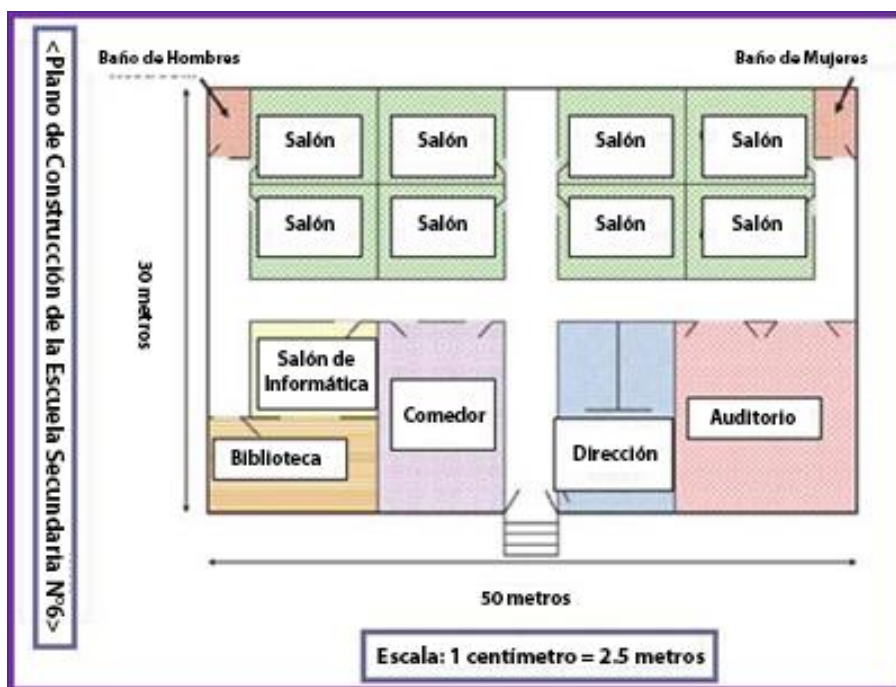 <Plano de Construcción de la Escuela Secundaria Nº6>
Baño de Hombres
Baño de Mujeres
Salón
Salón
Salón
Salón
Salón
Salón
Salón
Salón
30 metros
Salón de
Informática
Comedor
Auditorio
Dirección
Biblioteca
50 metros
Escala: 1 centímetro = 2.5 metros